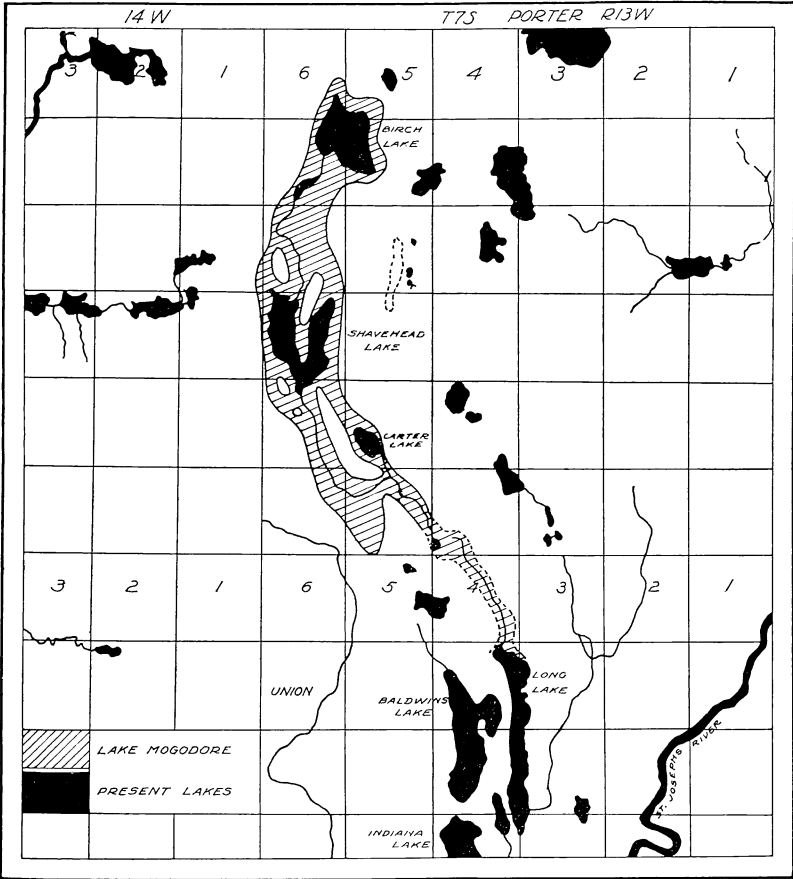 14 W T7S PORTER R13W
3 2 1 6 5 4 3 2 1
BIRCH
LAKE
SHAVEHEAD
LAKE
CARTER
LAKE
3 2 1 6 5 4 3 2 1
UNION
LONG
LAKE
BALDWINS
LAKE
LAKE MOGODORE
PRESENT LAKES
ST. JOSEPHS RIVER
INDIANA
LAKE